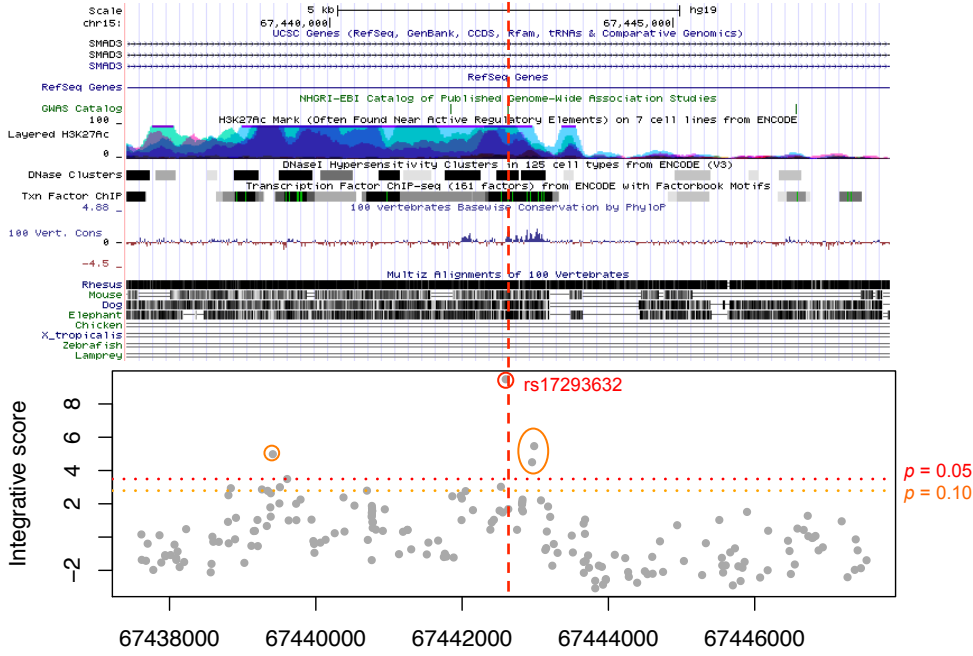 Scale 5 kb hg19
chr15: 67,440,000 67,445,000
UCSC Genes (RefSeq, GenBank, CCDS, Rfam, tRNAs & Comparative Genomics)
SMAD3
SMAD3
SMAD3
RefSeq Genes
RefSeq Genes
NHGRI-EBI Catalog of Published Genome-Wide Association Studies
GWAS Catalog
H3K27Ac Mark (Often Found Near Active Regulatory Elements) on 7 cell lines from ENCODE
100
Layered H3K27Ac
0
DNaseI Hypersensitivity Clusters in 125 cell types from ENCODE (V3)
DNase Clusters
Transcription Factor ChIP-seq (161 factors) from ENCODE with Factorbook Motifs
Txn Factor ChIP
4.88
100 vertebrates Basewise Conservation by PhyloP
100 Vert. Cons
0
-4.5
Multiz Alignments of 100 Vertebrates
Rhesus
Mouse
Dog
Elephant
Chicken
X_tropicalis
Zebrafish
Lamprey
rs17293632
Integrative score
8
6
4
2
-2
p = 0.05
p = 0.10
67438000 67440000 67442000 67444000 67446000